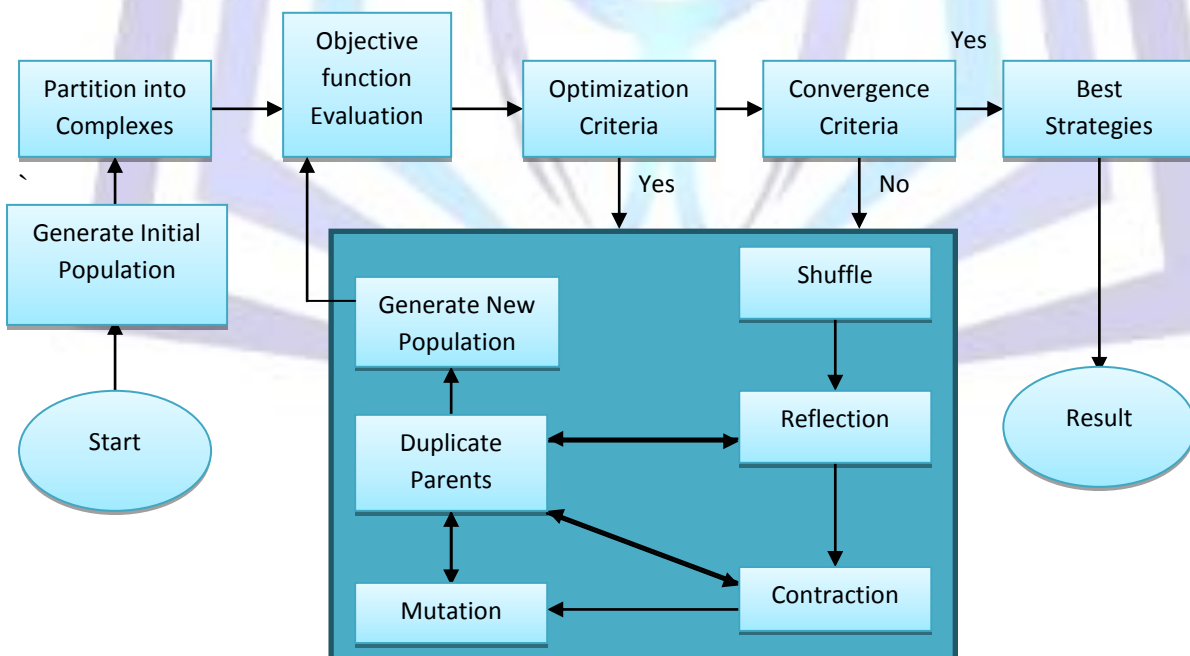 Objective
function
Evaluation
Yes
Partition into
Complexes
Optimization
Criteria
Convergence
Criteria
Best
Strategies
`
Yes
No
Generate Initial
Population
Shuffle
Generate New
Population
Start
Duplicate
Parents
Reflection
Result
Mutation
Contraction